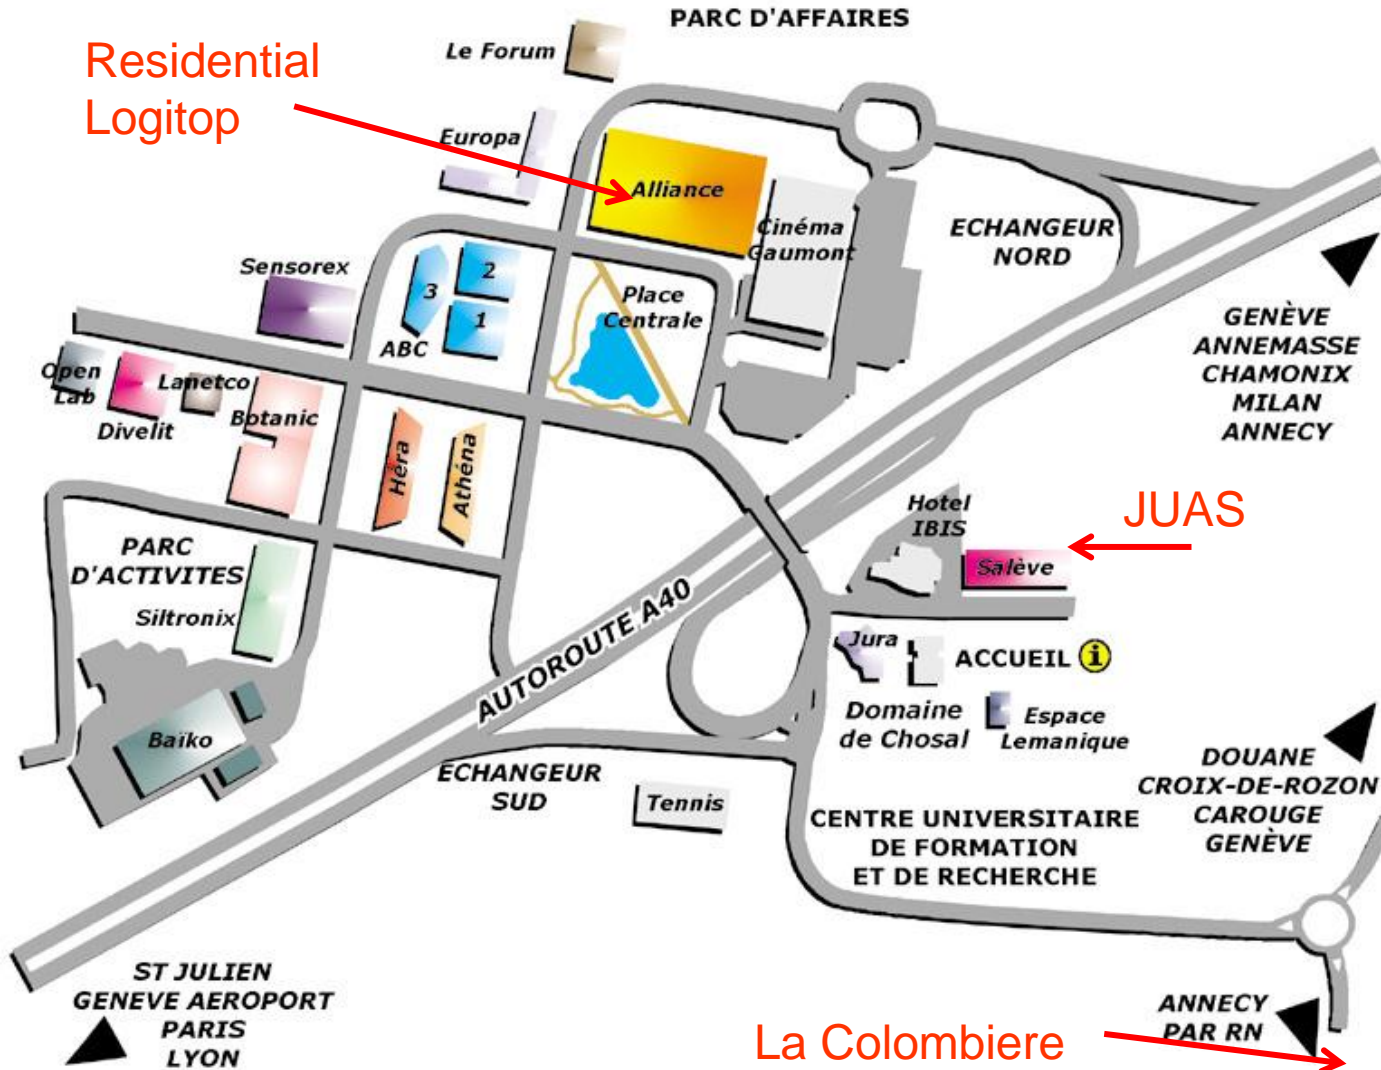 PARC D'AFFAIRES
Le Forum
Residential
Logitop
Europa
Alliance
Cinéma
Gaumont
ECHANGEUR
NORD
Sensorex
3
2
1
ABC
Place
Centrale
GENÈVE
ANNEMASSE
CHAMONIX
MILAN
ANNECY
Open
Lab
Divelit
Lanetco
Botanic
Héra
Athéna
Hotel
IBIS
JUAS
Salève
PARC
D'ACTIVITES
Siltronix
AUTOROUTE A40
Jura
ACCUEIL i
Domaine
de Chosal
Espace
Lemanique
Baïko
ECHANGEUR
SUD
Tennis
DOUANE
CROIX-DE-ROZON
CAROUGE
GENÈVE
CENTRE UNIVERSITAIRE
DE FORMATION
ET DE RECHERCHE
ST JULIEN
GENEVE AEROPORT
PARIS
LYON
ANNECY
PAR RN
La Colombiere